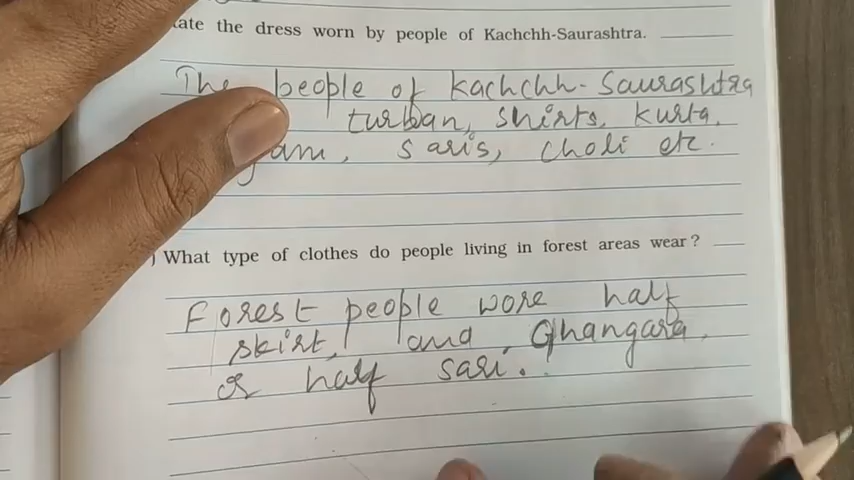 ate the dress worn by people of Kachchh-Saurashtra.
The people of Kachchh-Saurashtra
turban, shirts, kurta,
saris, choli etc.
) What type of clothes do people living in forest areas wear?
Forest people wore half
skirt, and Ghangara,
or half sari.